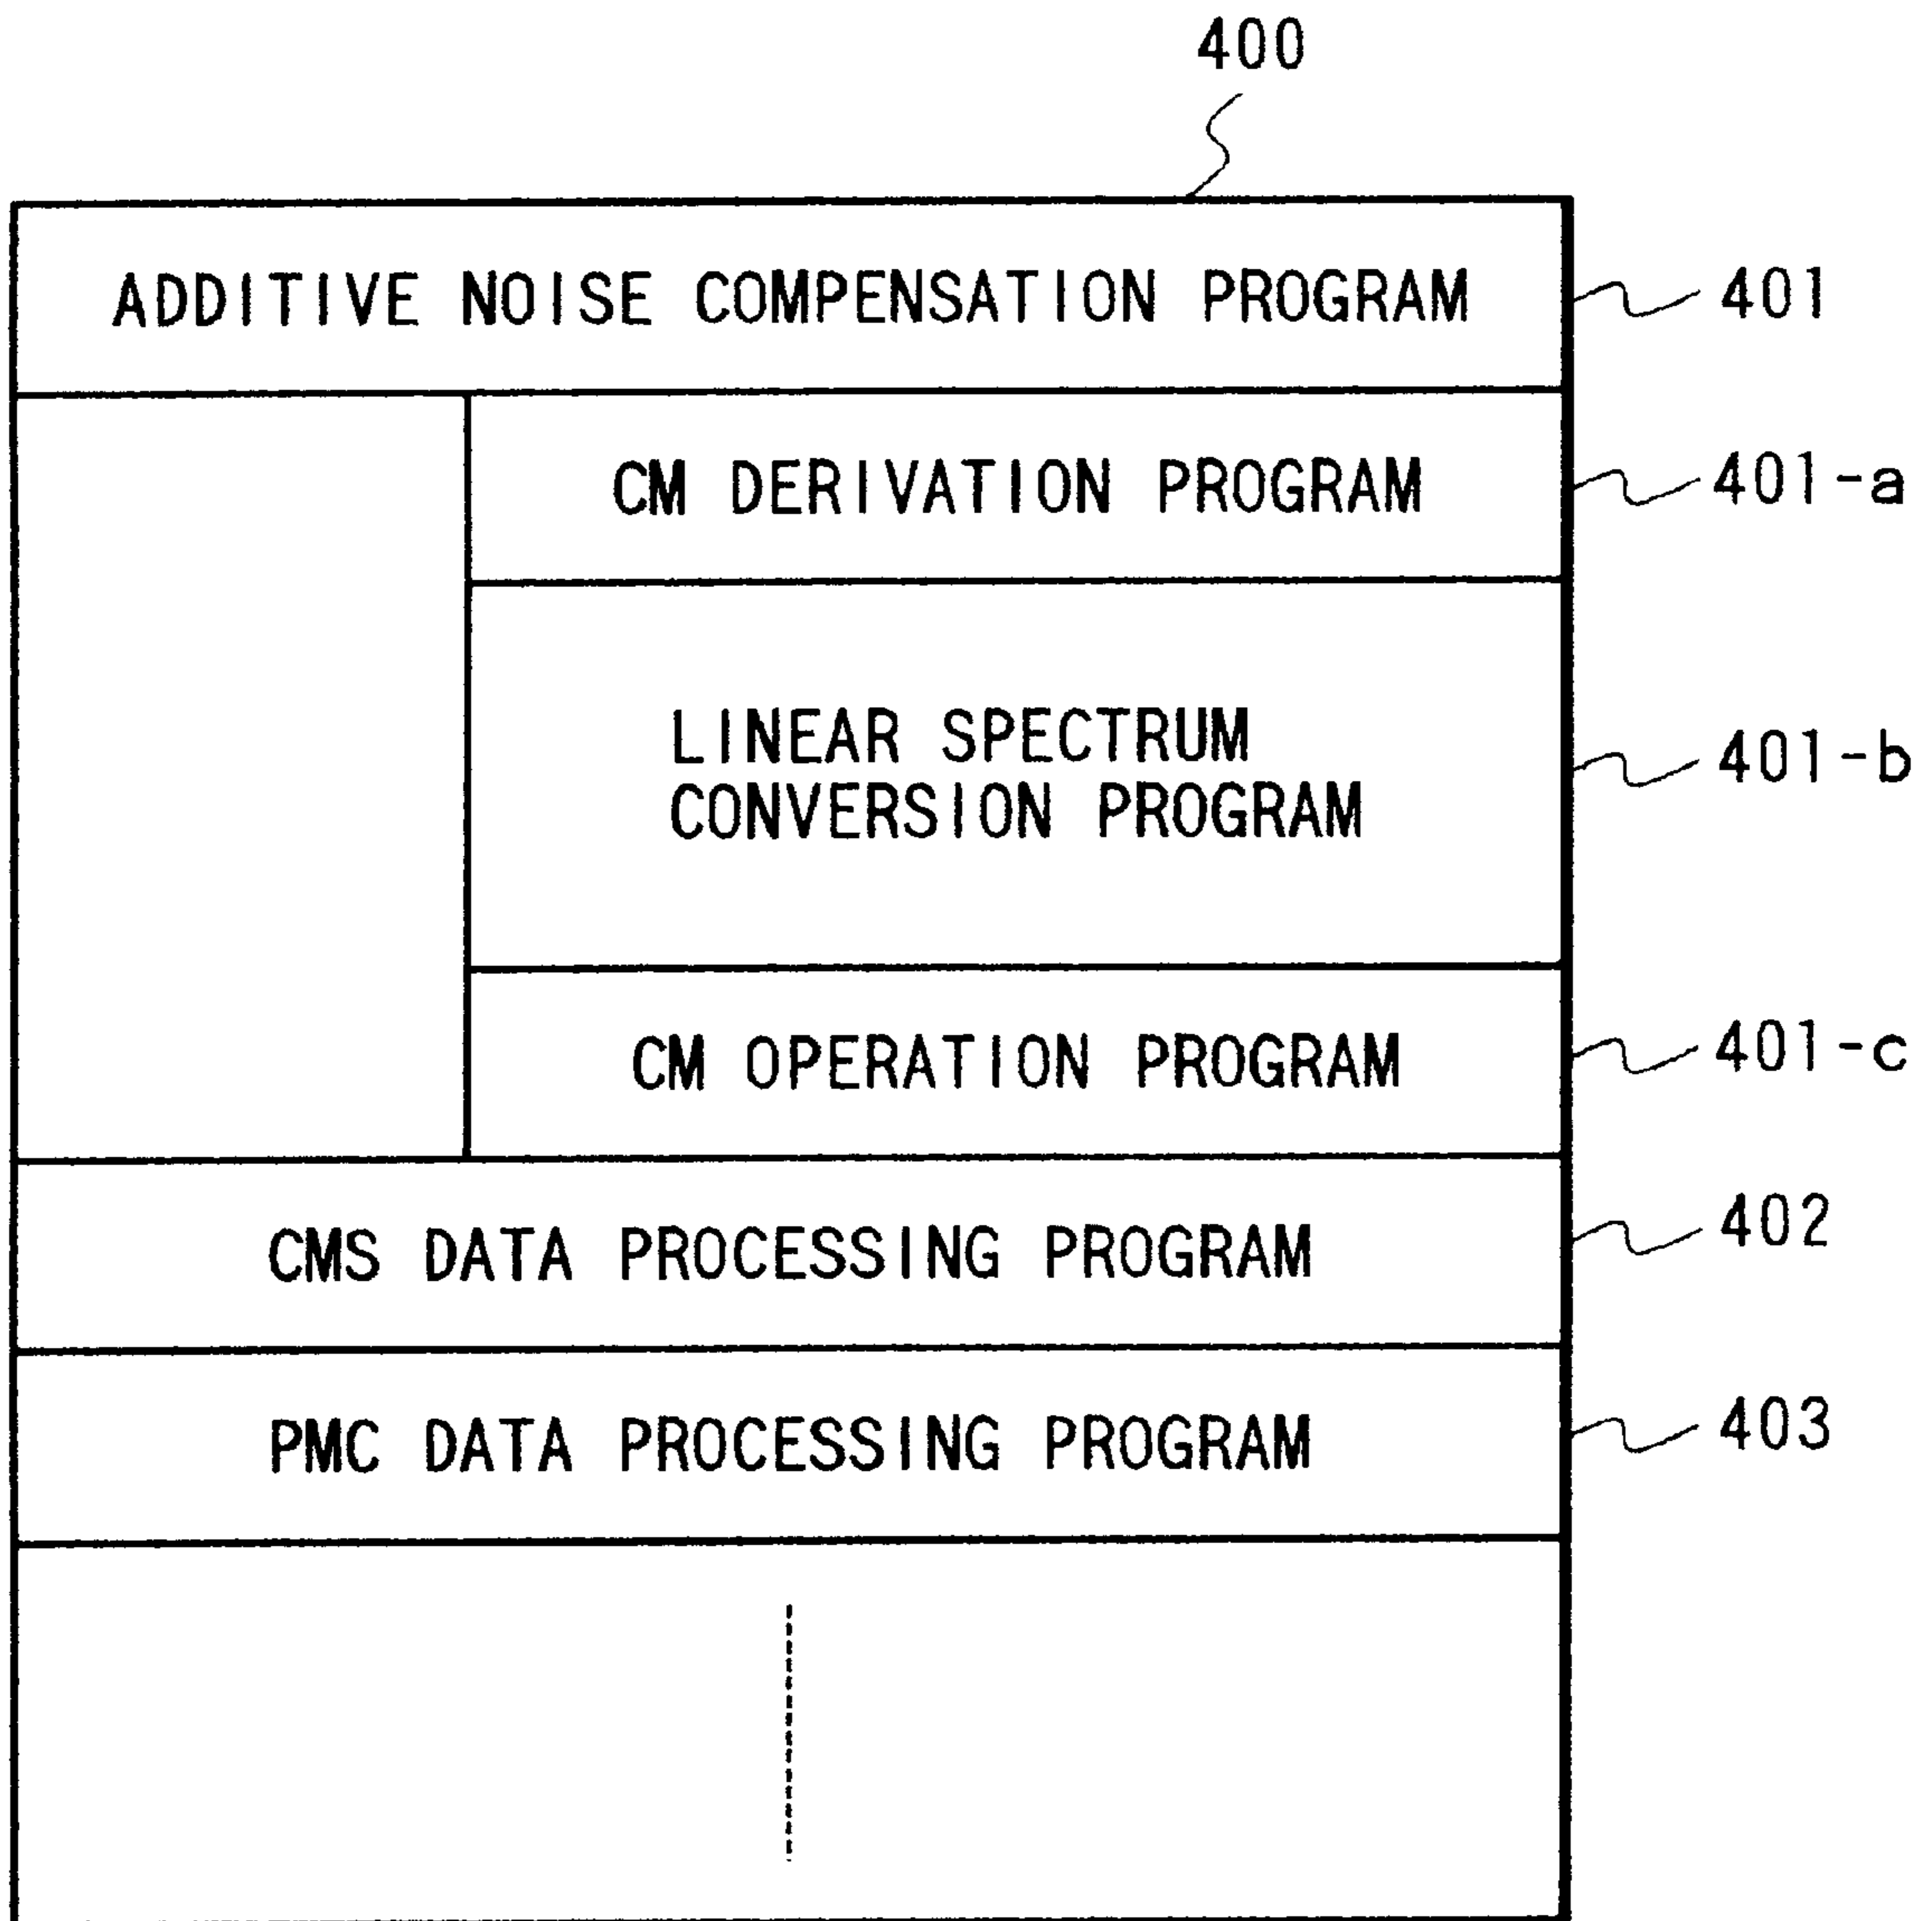 400
ADDITIVE NOISE COMPENSATION PROGRAM
401
CM DERIVATION PROGRAM
401-a
LINEAR SPECTRUM
CONVERSION PROGRAM
401-b
CM OPERATION PROGRAM
401-c
CMS DATA PROCESSING PROGRAM
402
PMC DATA PROCESSING PROGRAM
403